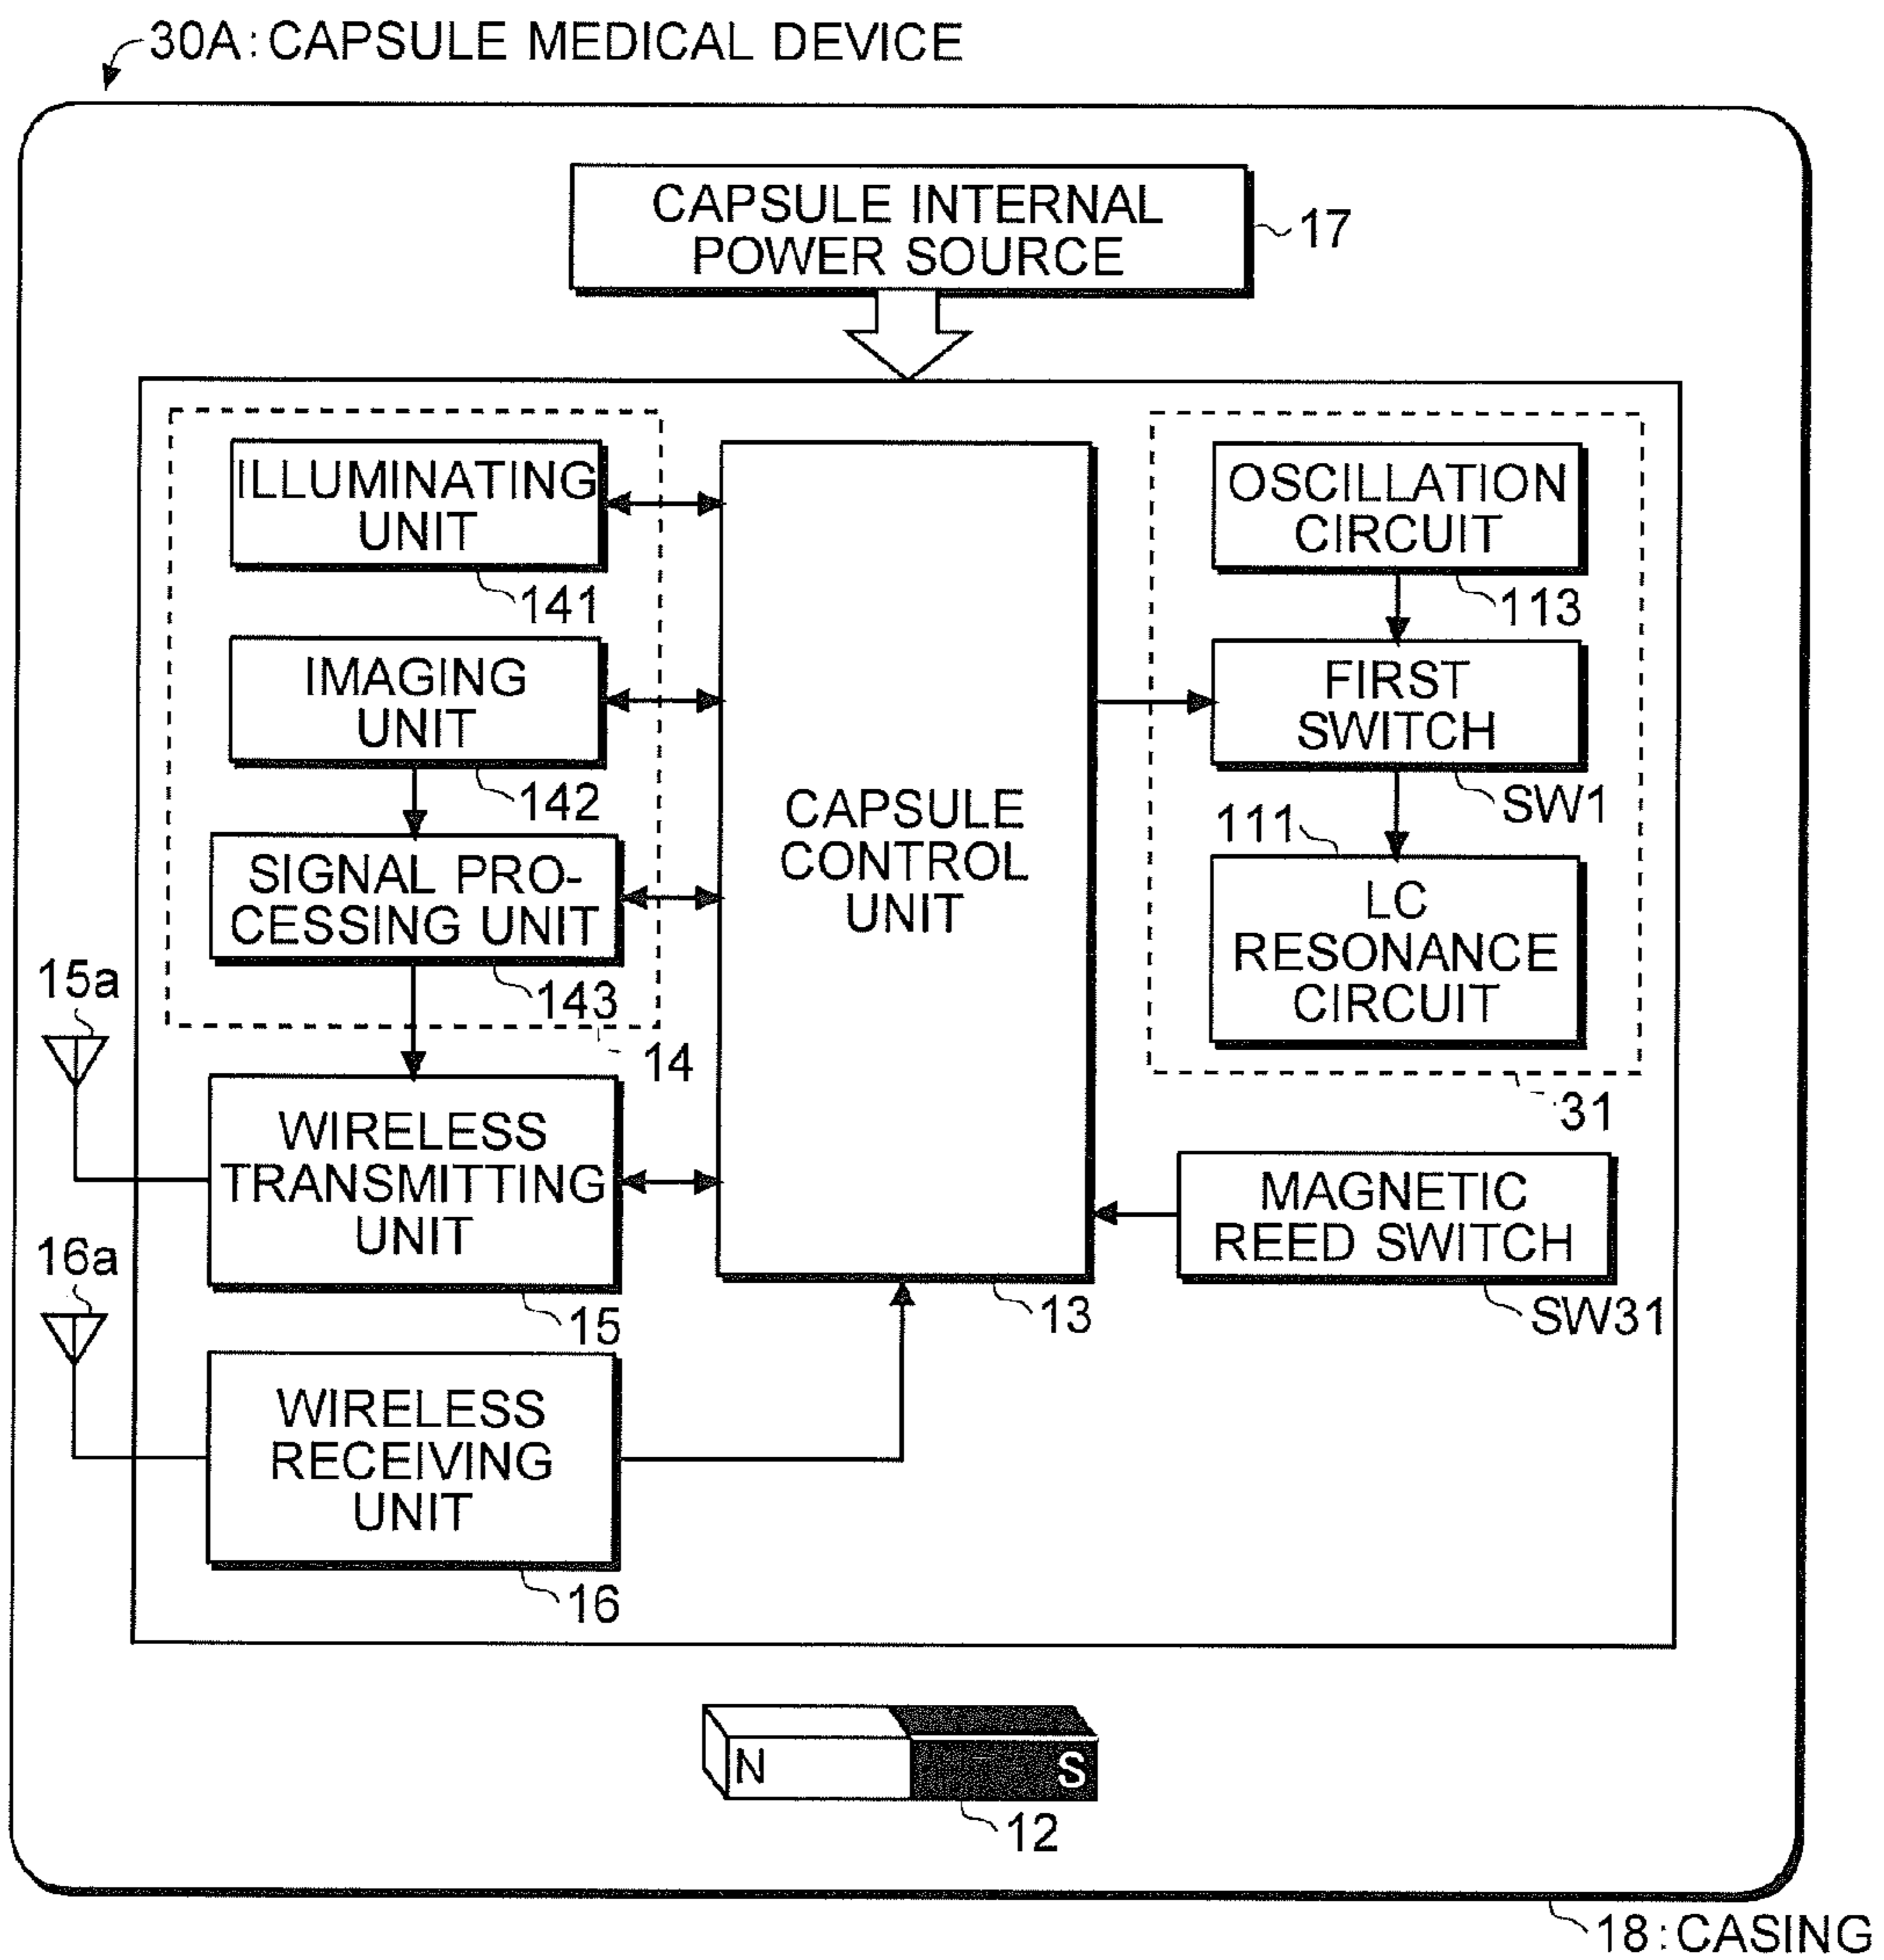 30A: CAPSULE MEDICAL DEVICE
CAPSULE INTERNAL
POWER SOURCE
17
ILLUMINATING
UNIT
141
IMAGING
UNIT
142
SIGNAL PRO-
CESSING UNIT
143
14
15a
WIRELESS
TRANSMITTING
UNIT
15
16a
WIRELESS
RECEIVING
UNIT
16
CAPSULE
CONTROL
UNIT
13
OSCILLATION
CIRCUIT
113
FIRST
SWITCH
SW1
111
LC
RESONANCE
CIRCUIT
31
MAGNETIC
REED SWITCH
SW31
N S
12
18: CASING